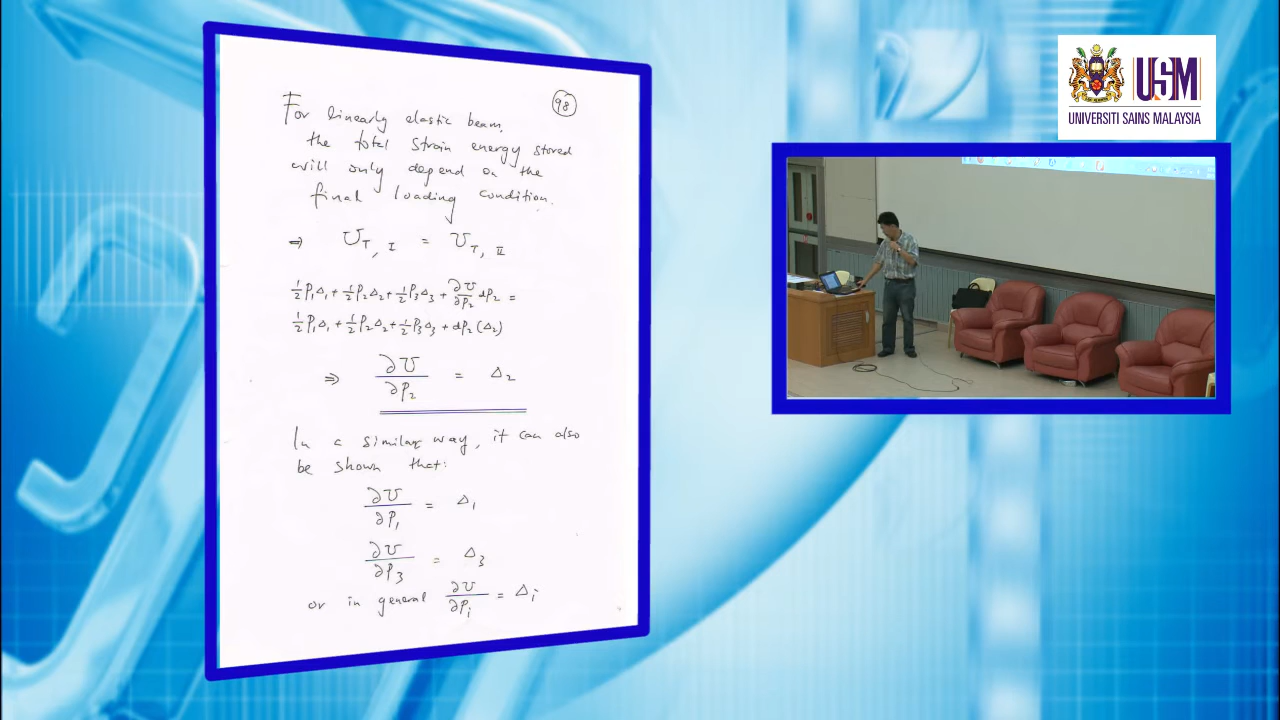 98
For linearly elastic beam,
the total strain energy stored
will only depend on the
final loading condition.
⇒ U_T, I = U_T, II
½P₁Δ₁ + ½P₂Δ₂ + ½P₃Δ₃ + ∂U/∂P₂ dP₂ =
½P₁Δ₁ + ½P₂Δ₂ + ½P₃Δ₃ + dP₂(Δ₂)
⇒ ∂U/∂P₂ = Δ₂
In a similar way, it can also
be shown that:
∂U/∂P₁ = Δ₁
∂U/∂P₃ = Δ₃
or in general ∂U/∂Pᵢ = Δᵢ
USM
UNIVERSITI SAINS MALAYSIA